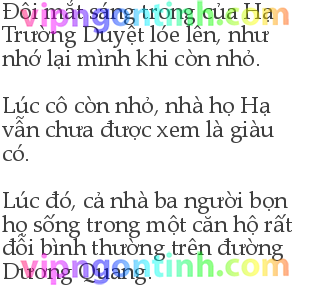 Đôi mắt sáng trong của Hạ
Trường Duyệt lóe lên, như
nhớ lại mình khi còn nhỏ.
Lúc cô còn nhỏ, nhà họ Hạ
vẫn chưa được xem là giàu
có.
Lúc đó, cả nhà ba người bọn
họ sống trong một căn hộ rất
đỗi bình thường trên đường
Dương Quang.
vipngontinh.com
vipngontinh.com